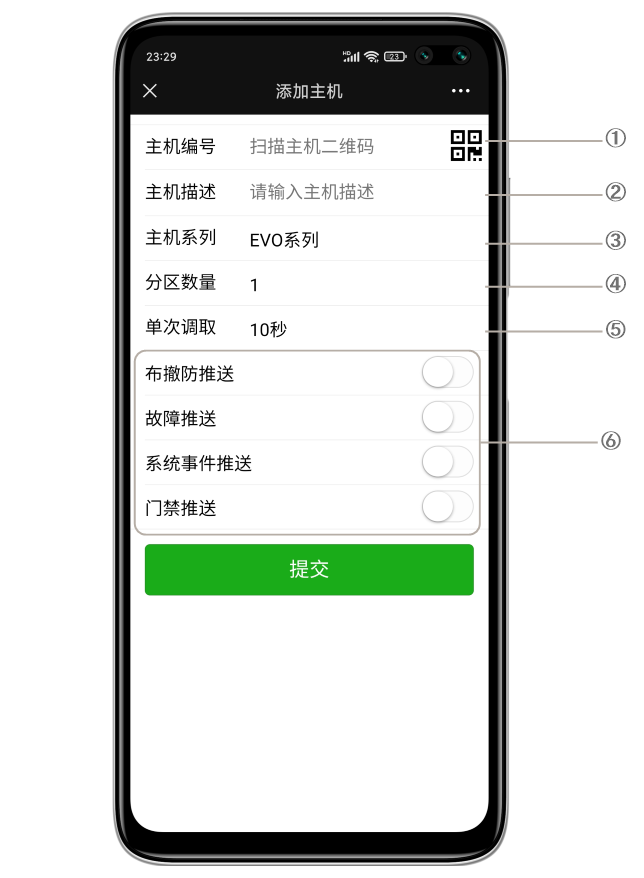 23:29 HD 23
添加主机
主机编号 扫描主机二维码 ①
主机描述 请输入主机描述 ②
主机系列 EVO系列 ③
分区数量 1 ④
单次调取 10秒 ⑤
布撤防推送
故障推送
系统事件推送 ⑥
门禁推送
提交